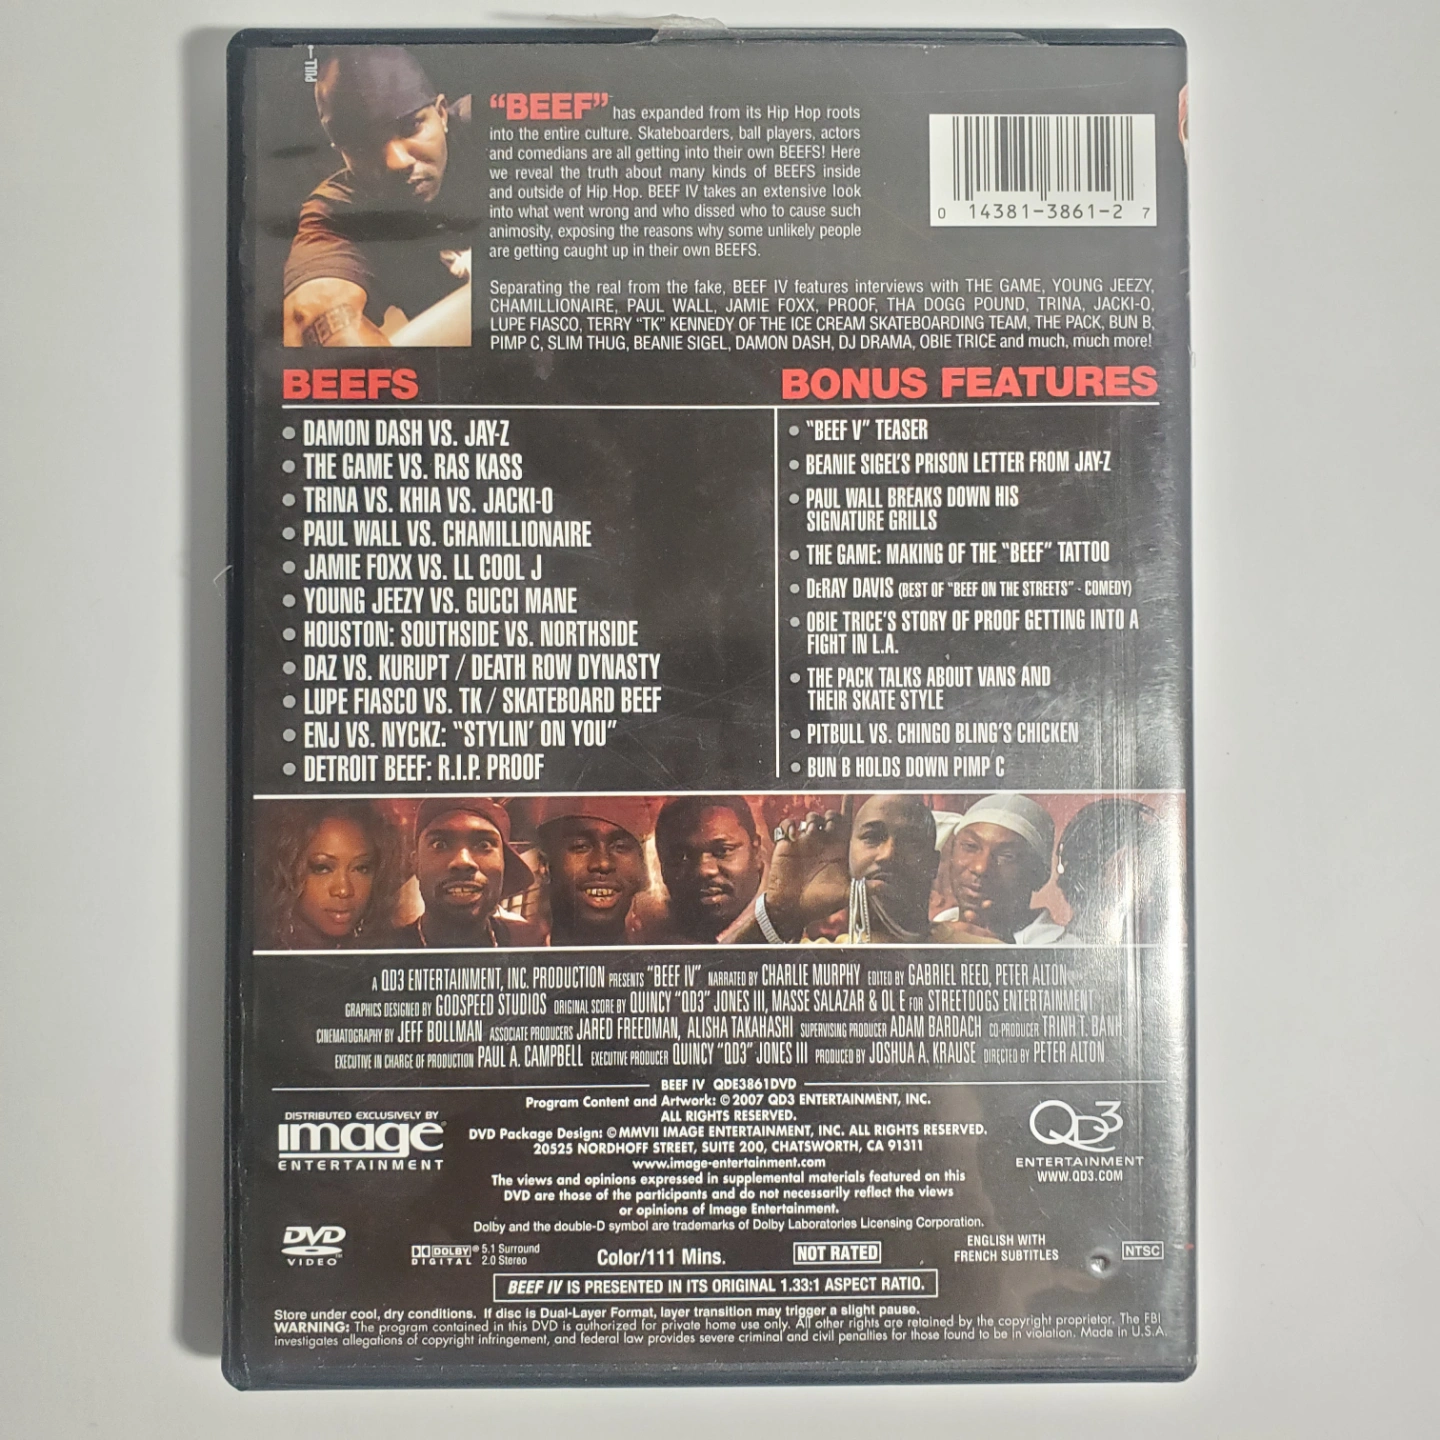 PULL→
"BEEF" has expanded from its Hip Hop roots
into the entire culture. Skateboarders, ball players, actors
and comedians are all getting into their own BEEFS! Here
we reveal the truth about many kinds of BEEFS inside
and outside of Hip Hop. BEEF IV takes an extensive look
into what went wrong and who dissed who to cause such
animosity, exposing the reasons why some unlikely people
are getting caught up in their own BEEFS.
0 14381-3861-2 7
Separating the real from the fake, BEEF IV features interviews with THE GAME, YOUNG JEEZY,
CHAMILLIONAIRE, PAUL WALL, JAMIE FOXX, PROOF, THA DOGG POUND, TRINA, JACKI-O,
LUPE FIASCO, TERRY "TK" KENNEDY OF THE ICE CREAM SKATEBOARDING TEAM, THE PACK, BUN B,
PIMP C, SLIM THUG, BEANIE SIGEL, DAMON DASH, DJ DRAMA, OBIE TRICE and much, much more!
BEEFS
• DAMON DASH VS. JAY-Z
• THE GAME VS. RAS KASS
• TRINA VS. KHIA VS. JACKI-O
• PAUL WALL VS. CHAMILLIONAIRE
• JAMIE FOXX VS. LL COOL J
• YOUNG JEEZY VS. GUCCI MANE
• HOUSTON: SOUTHSIDE VS. NORTHSIDE
• DAZ VS. KURUPT / DEATH ROW DYNASTY
• LUPE FIASCO VS. TK / SKATEBOARD BEEF
• ENJ VS. NYCKZ: "STYLIN' ON YOU"
• DETROIT BEEF: R.I.P. PROOF
BONUS FEATURES
• "BEEF V" TEASER
• BEANIE SIGEL'S PRISON LETTER FROM JAY-Z
• PAUL WALL BREAKS DOWN HIS
SIGNATURE GRILLS
• THE GAME: MAKING OF THE "BEEF" TATTOO
• DeRAY DAVIS (BEST OF "BEEF ON THE STREETS" - COMEDY)
• OBIE TRICE'S STORY OF PROOF GETTING INTO A
FIGHT IN L.A.
• THE PACK TALKS ABOUT VANS AND
THEIR SKATE STYLE
• PITBULL VS. CHINGO BLING'S CHICKEN
• BUN B HOLDS DOWN PIMP C
A QD3 ENTERTAINMENT, INC. PRODUCTION PRESENTS "BEEF IV" NARRATED BY CHARLIE MURPHY EDITED BY GABRIEL REED, PETER ALTON
GRAPHICS DESIGNED BY GODSPEED STUDIOS ORIGINAL SCORE BY QUINCY "QD3" JONES III, MASSE SALAZAR & OL E FOR STREETDOGS ENTERTAINMENT
CINEMATOGRAPHY BY JEFF BOLLMAN ASSOCIATE PRODUCERS JARED FREEDMAN, ALISHA TAKAHASHI SUPERVISING PRODUCER ADAM BARDACH CO-PRODUCER TRINH T. BANH
EXECUTIVE IN CHARGE OF PRODUCTION PAUL A. CAMPBELL EXECUTIVE PRODUCER QUINCY "QD3" JONES III PRODUCED BY JOSHUA A. KRAUSE DIRECTED BY PETER ALTON
BEEF IV QDE3861DVD
Program Content and Artwork: © 2007 QD3 ENTERTAINMENT, INC.
ALL RIGHTS RESERVED.
DVD Package Design: © MMVII IMAGE ENTERTAINMENT, INC. ALL RIGHTS RESERVED.
20525 NORDHOFF STREET, SUITE 200, CHATSWORTH, CA 91311
www.image-entertainment.com
The views and opinions expressed in supplemental materials featured on this
DVD are those of the participants and do not necessarily reflect the views
or opinions of Image Entertainment.
Dolby and the double-D symbol are trademarks of Dolby Laboratories Licensing Corporation.
DISTRIBUTED EXCLUSIVELY BY
image®
ENTERTAINMENT
QD3
ENTERTAINMENT
WWW.QD3.COM
DVD
VIDEO™
DOLBY®
DIGITAL
5.1 Surround
2.0 Stereo
Color/111 Mins.
NOT RATED
ENGLISH WITH
FRENCH SUBTITLES
NTSC
BEEF IV IS PRESENTED IN ITS ORIGINAL 1.33:1 ASPECT RATIO.
Store under cool, dry conditions. If disc is Dual-Layer Format, layer transition may trigger a slight pause.
WARNING: The program contained in this DVD is authorized for private home use only. All other rights are retained by the copyright proprietor. The FBI
investigates allegations of copyright infringement, and federal law provides severe criminal and civil penalties for those found to be in violation. Made in U.S.A.